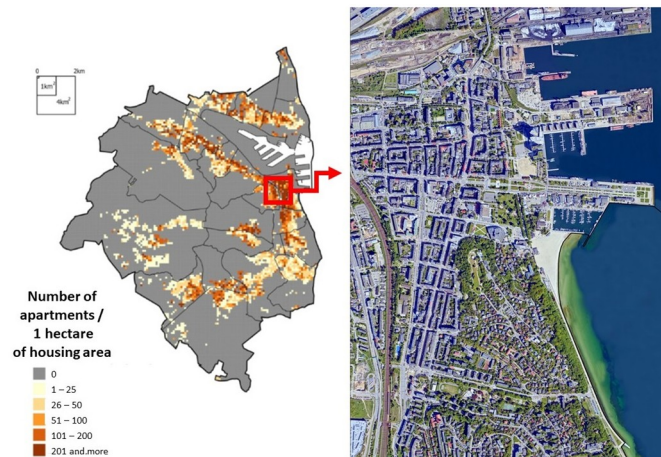 0 2km
1km²
4km²
Number of
apartments /
1 hectare
of housing area
0
1 – 25
26 – 50
51 – 100
101 – 200
201 and.more